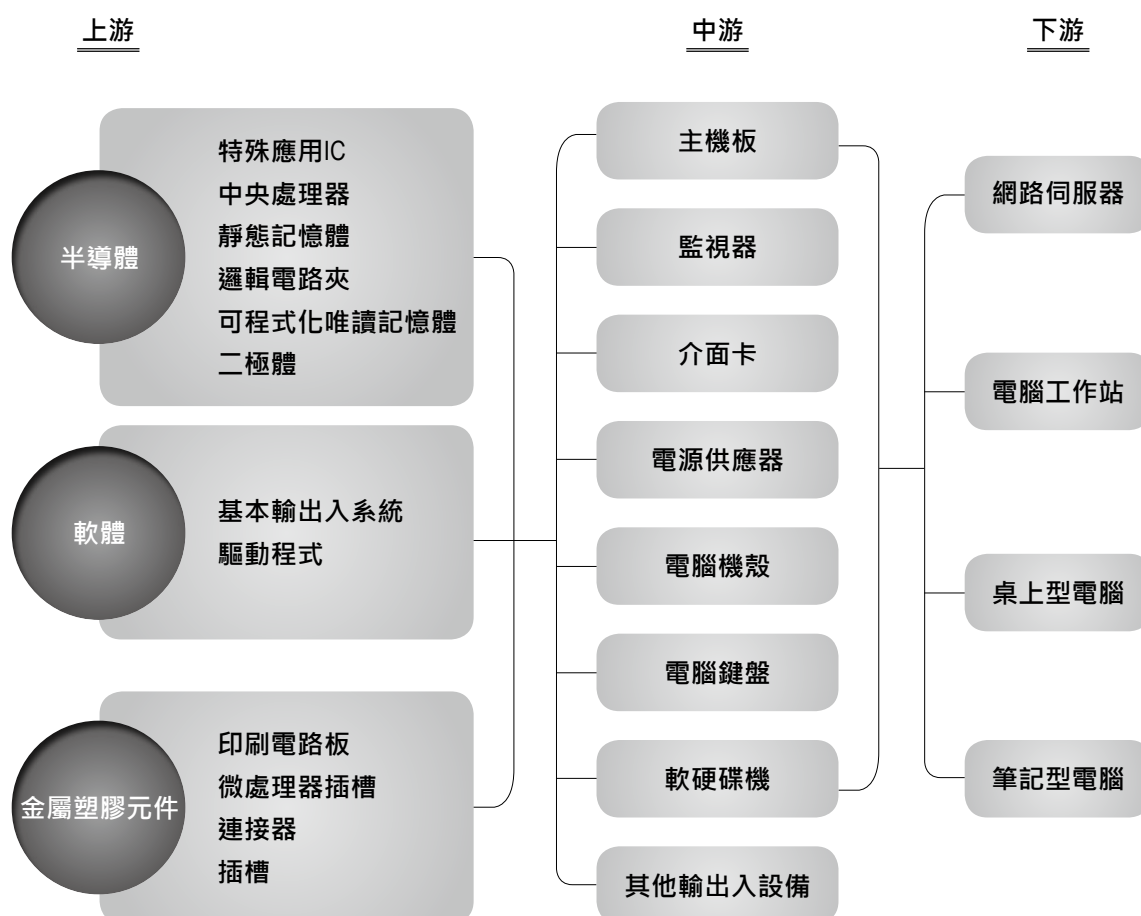 上游
中游
下游
半導體
特殊應用IC
中央處理器
靜態記憶體
邏輯電路夾
可程式化唯讀記憶體
二極體
軟體
基本輸出入系統
驅動程式
金屬塑膠元件
印刷電路板
微處理器插槽
連接器
插槽
主機板
監視器
介面卡
電源供應器
電腦機殼
電腦鍵盤
軟硬碟機
其他輸出入設備
網路伺服器
電腦工作站
桌上型電腦
筆記型電腦